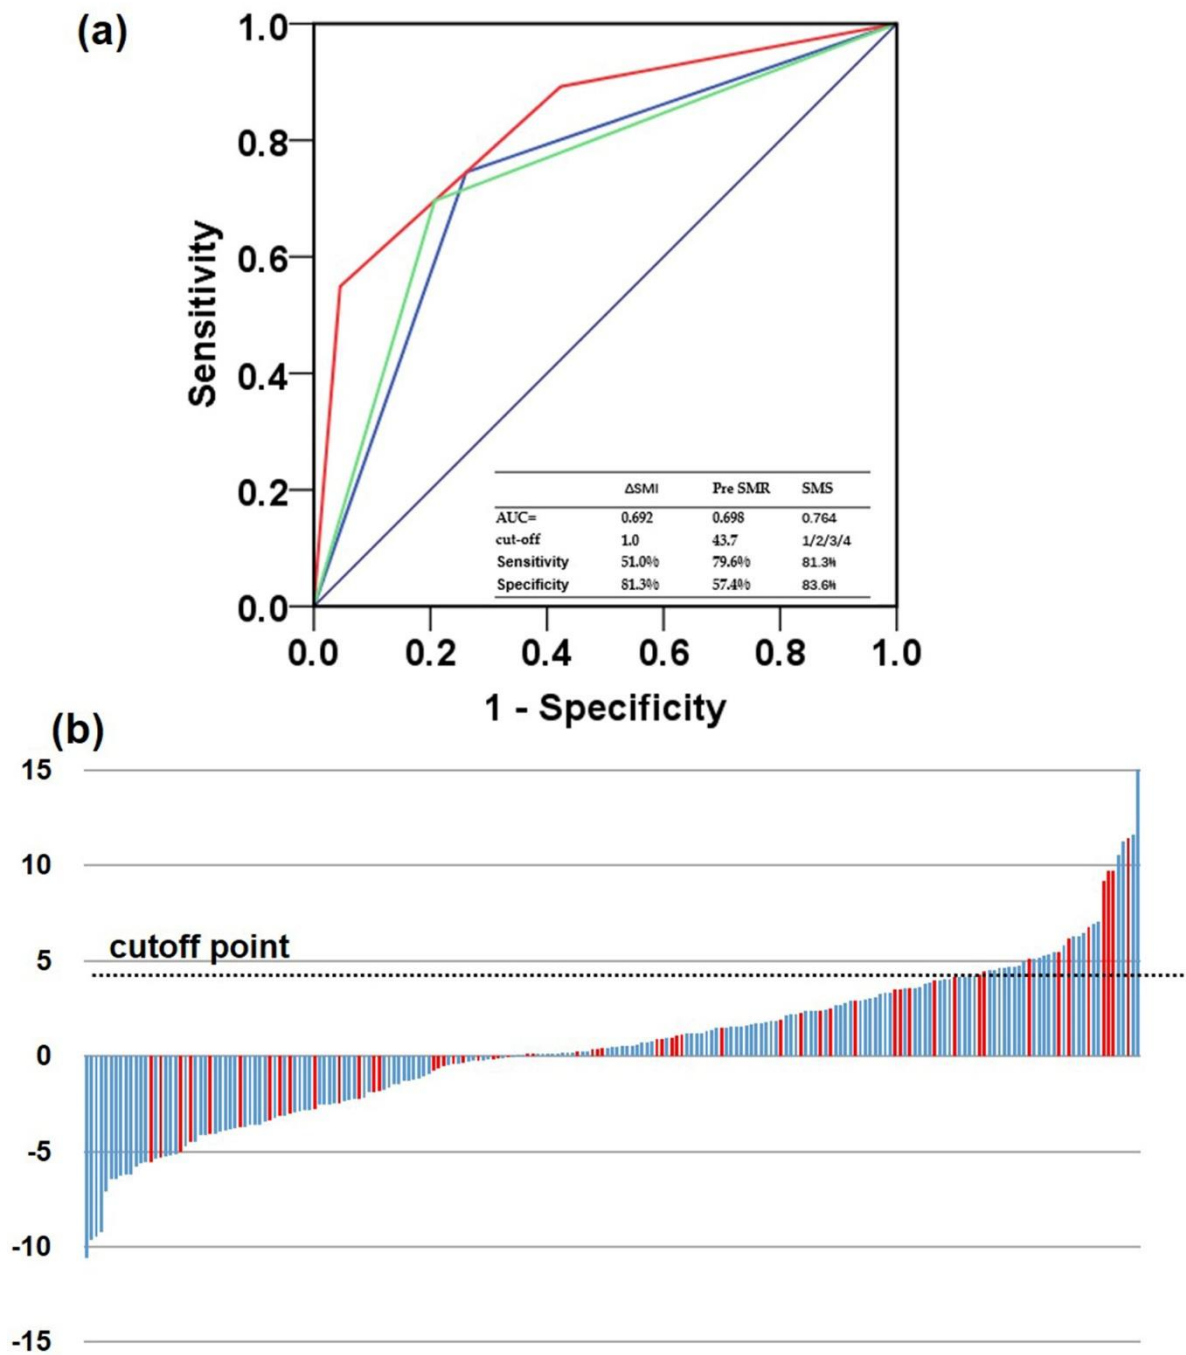 (a)
1.0
0.8
0.6
0.4
0.2
0.0
Sensitivity
ΔSMI Pre SMR SMS
AUC= 0.692 0.698 0.764
cut-off 1.0 43.7 1/2/3/4
Sensitivity 51.0% 79.6% 81.3%
Specificity 81.3% 57.4% 83.6%
0.0 0.2 0.4 0.6 0.8 1.0
1 - Specificity
(b)
15
10
cutoff point
5
0
-5
-10
-15